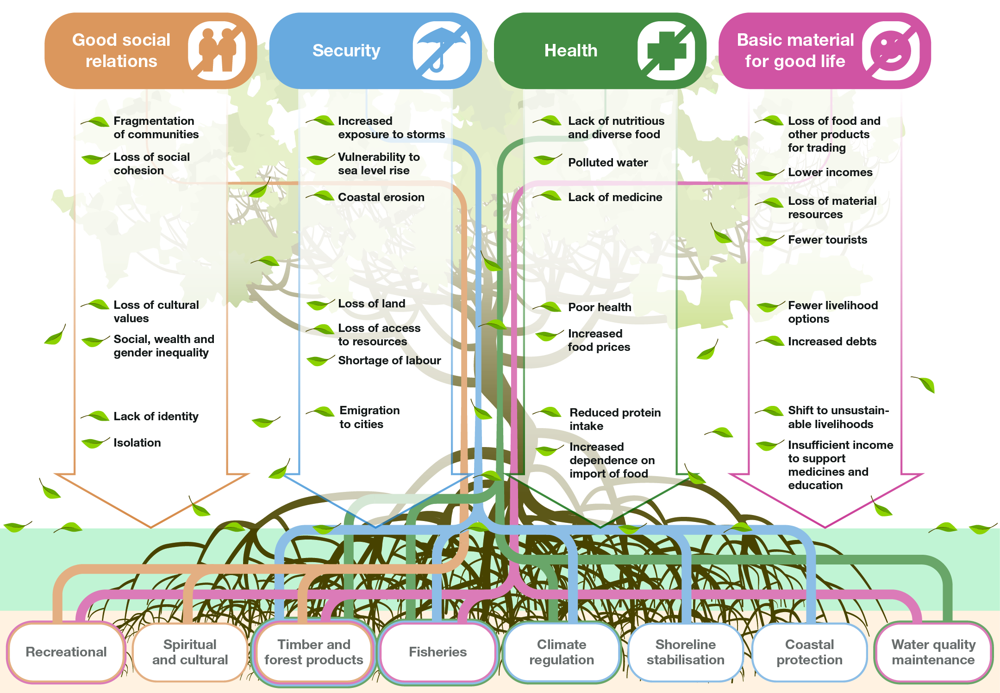 Good social
relations
Security
Health
Basic material
for good life
Fragmentation
of communities
Loss of social
cohesion
Loss of cultural
values
Social, wealth and
gender inequality
Lack of identity
Isolation
Increased
exposure to storms
Vulnerability to
sea level rise
Coastal erosion
Loss of land
Loss of access
to resources
Shortage of labour
Emigration
to cities
Lack of nutritious
and diverse food
Polluted water
Lack of medicine
Poor health
Increased
food prices
Reduced protein
intake
Increased
dependence on
import of food
Loss of food and
other products
for trading
Lower incomes
Loss of material
resources
Fewer tourists
Fewer livelihood
options
Increased debts
Shift to unsustain-
able livelihoods
Insufficient income
to support
medicines and
education
Recreational
Spiritual
and cultural
Timber and
forest products
Fisheries
Climate
regulation
Shoreline
stabilisation
Coastal
protection
Water quality
maintenance